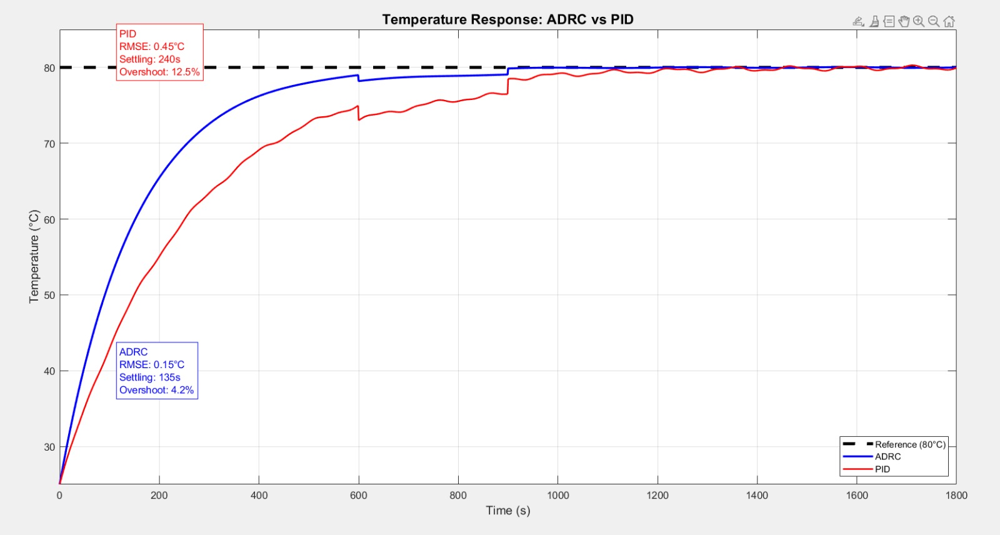 Temperature Response: ADRC vs PID
PID
RMSE: 0.45°C
Settling: 240s
Overshoot: 12.5%
ADRC
RMSE: 0.15°C
Settling: 135s
Overshoot: 4.2%
Temperature (°C)
80
70
60
50
40
30
Reference (80°C)
ADRC
PID
0 200 400 600 800 1000 1200 1400 1600 1800
Time (s)